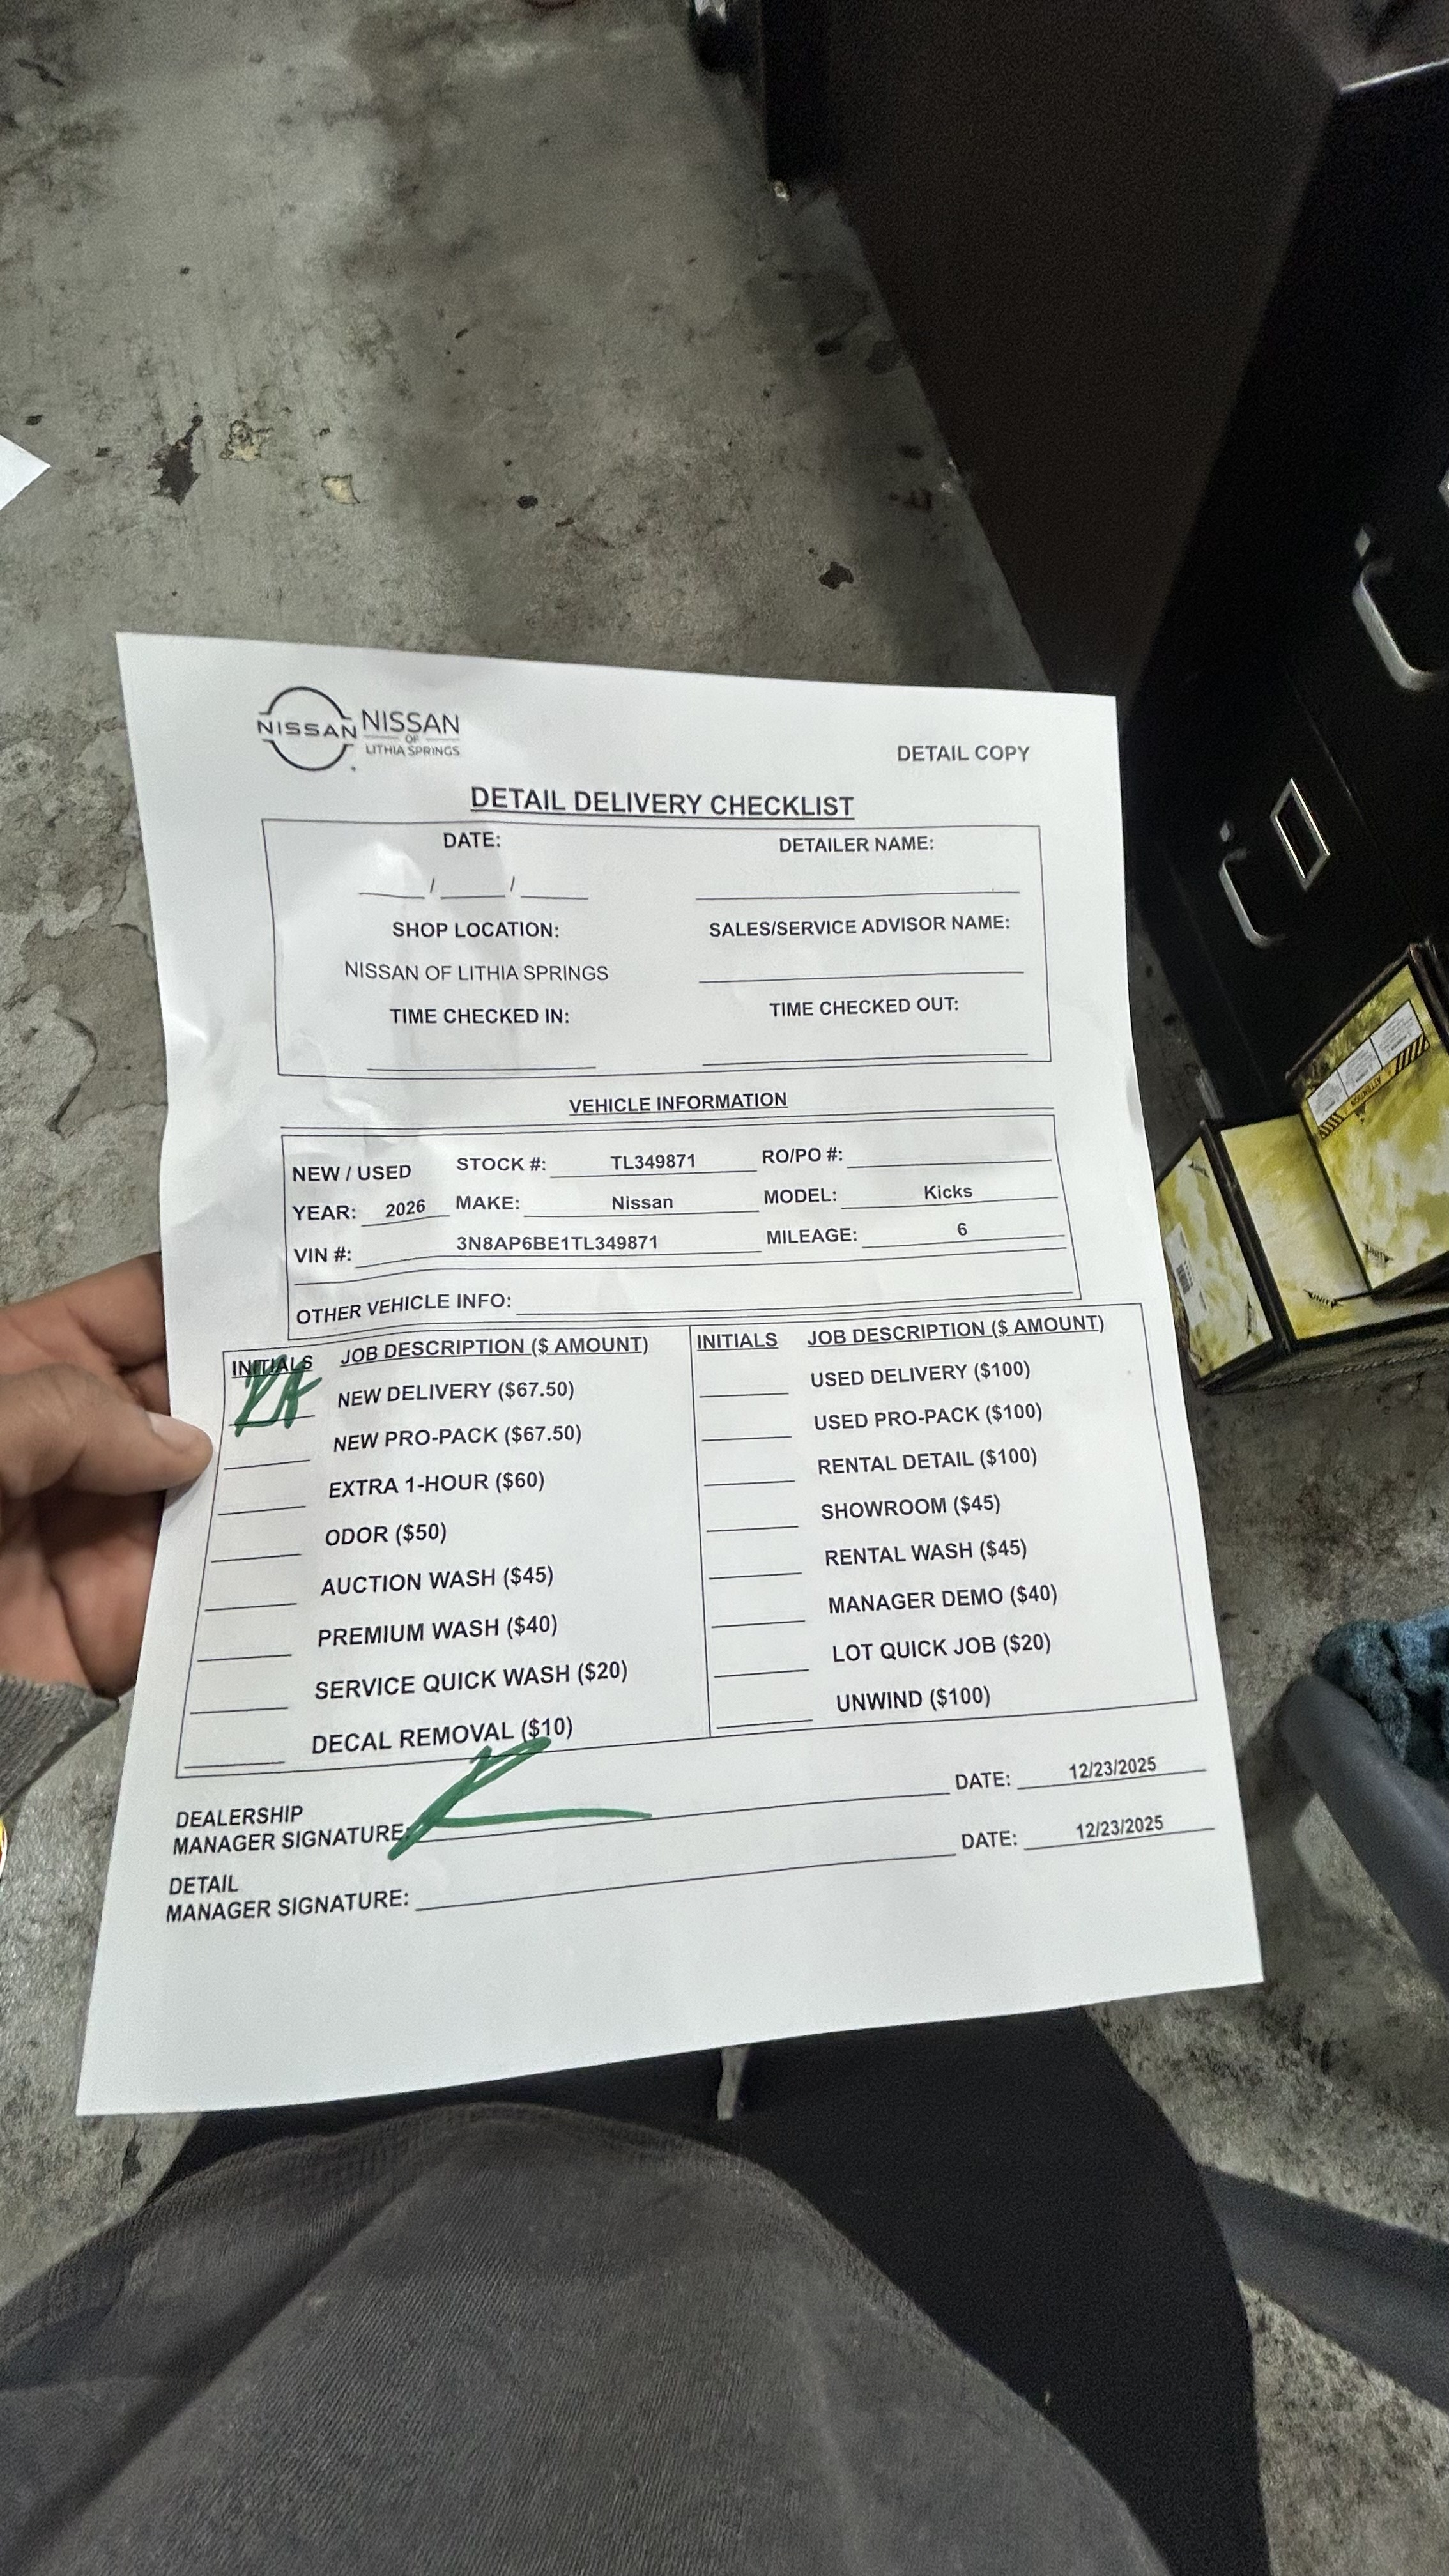 NISSAN NISSAN
OF
LITHIA SPRINGS
DETAIL COPY
DETAIL DELIVERY CHECKLIST
DATE: DETAILER NAME:
____ / ____ / ____ ____
SHOP LOCATION: SALES/SERVICE ADVISOR NAME:
NISSAN OF LITHIA SPRINGS
TIME CHECKED IN: TIME CHECKED OUT:
VEHICLE INFORMATION
NEW / USED STOCK #: TL349871 RO/PO #:
YEAR: 2026 MAKE: Nissan MODEL: Kicks
VIN #: 3N8AP6BE1TL349871 MILEAGE: 6
OTHER VEHICLE INFO:
INITIALS JOB DESCRIPTION ($ AMOUNT) INITIALS JOB DESCRIPTION ($ AMOUNT)
NEW DELIVERY ($67.50) USED DELIVERY ($100)
NEW PRO-PACK ($67.50) USED PRO-PACK ($100)
EXTRA 1-HOUR ($60) RENTAL DETAIL ($100)
ODOR ($50) SHOWROOM ($45)
AUCTION WASH ($45) RENTAL WASH ($45)
PREMIUM WASH ($40) MANAGER DEMO ($40)
SERVICE QUICK WASH ($20) LOT QUICK JOB ($20)
DECAL REMOVAL ($10) UNWIND ($100)
DEALERSHIP
MANAGER SIGNATURE: DATE: 12/23/2025
DETAIL
MANAGER SIGNATURE: DATE: 12/23/2025
ATTENTION